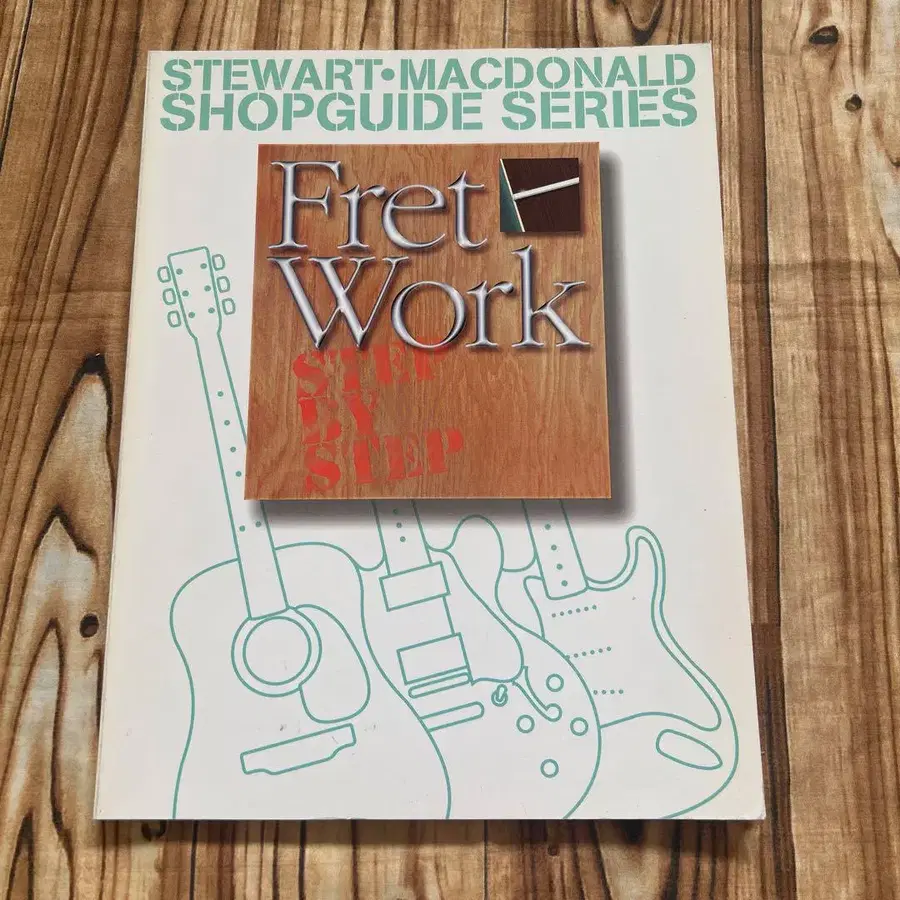 STEWART•MACDONALD
SHOPGUIDE SERIES
Fret
Work
STEP
BY
STEP